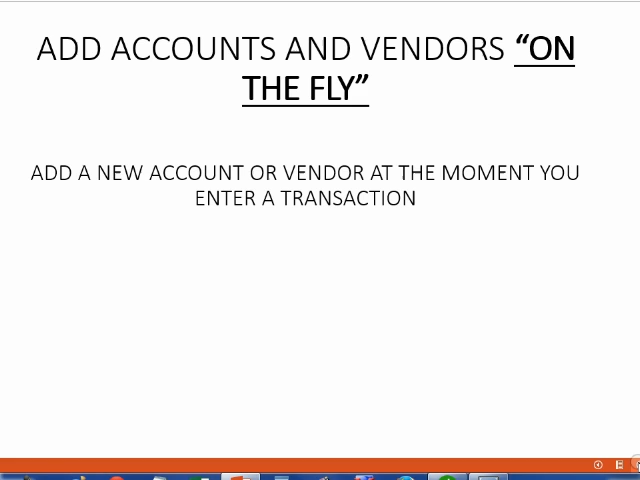 ADD ACCOUNTS AND VENDORS “ON
THE FLY”
ADD A NEW ACCOUNT OR VENDOR AT THE MOMENT YOU
ENTER A TRANSACTION